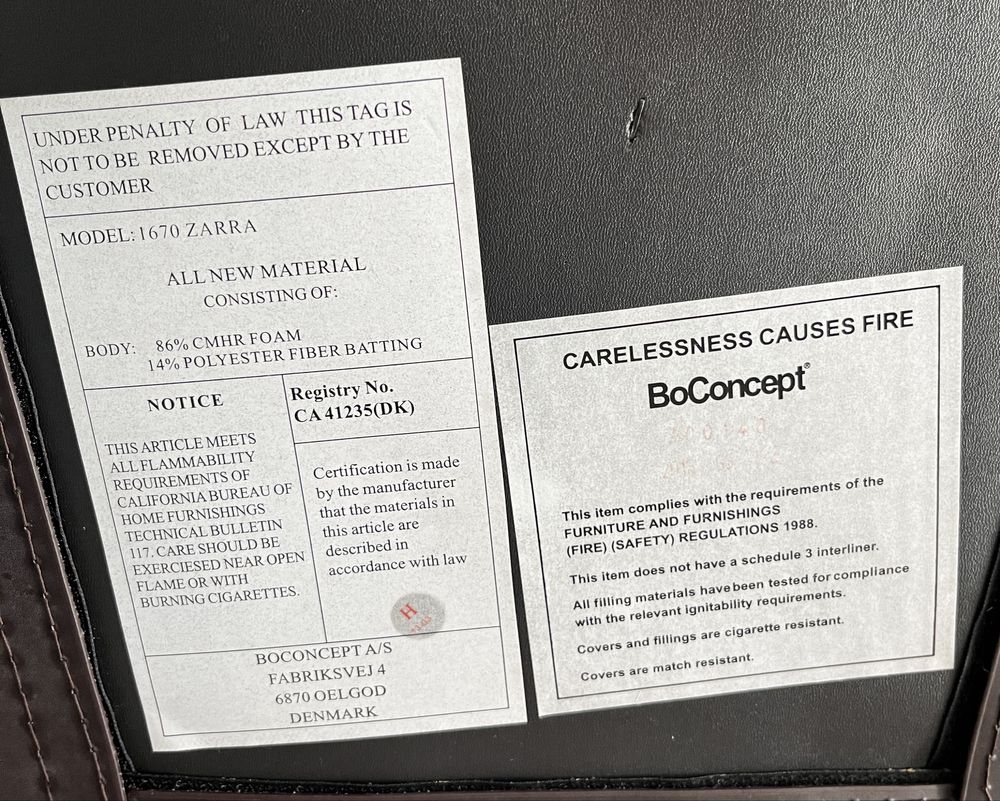 UNDER PENALTY OF LAW THIS TAG IS
NOT TO BE REMOVED EXCEPT BY THE
CUSTOMER
MODEL: 1670 ZARRA
ALL NEW MATERIAL
CONSISTING OF:
BODY: 86% CMHR FOAM
14% POLYESTER FIBER BATTING
NOTICE
THIS ARTICLE MEETS
ALL FLAMMABILITY
REQUIREMENTS OF
CALIFORNIA BUREAU OF
HOME FURNISHINGS
TECHNICAL BULLETIN
117. CARE SHOULD BE
EXERCIESED NEAR OPEN
FLAME OR WITH
BURNING CIGARETTES.
Registry No.
CA 41235(DK)
Certification is made
by the manufacturer
that the materials in
this article are
described in
accordance with law
H
BOCONCEPT A/S
FABRIKSVEJ 4
6870 OELGOD
DENMARK
CARELESSNESS CAUSES FIRE
BoConcept®
This item complies with the requirements of the
FURNITURE AND FURNISHINGS
(FIRE) (SAFETY) REGULATIONS 1988.
This item does not have a schedule 3 interliner.
All filling materials have been tested for compliance
with the relevant ignitability requirements.
Covers and fillings are cigarette resistant.
Covers are match resistant.